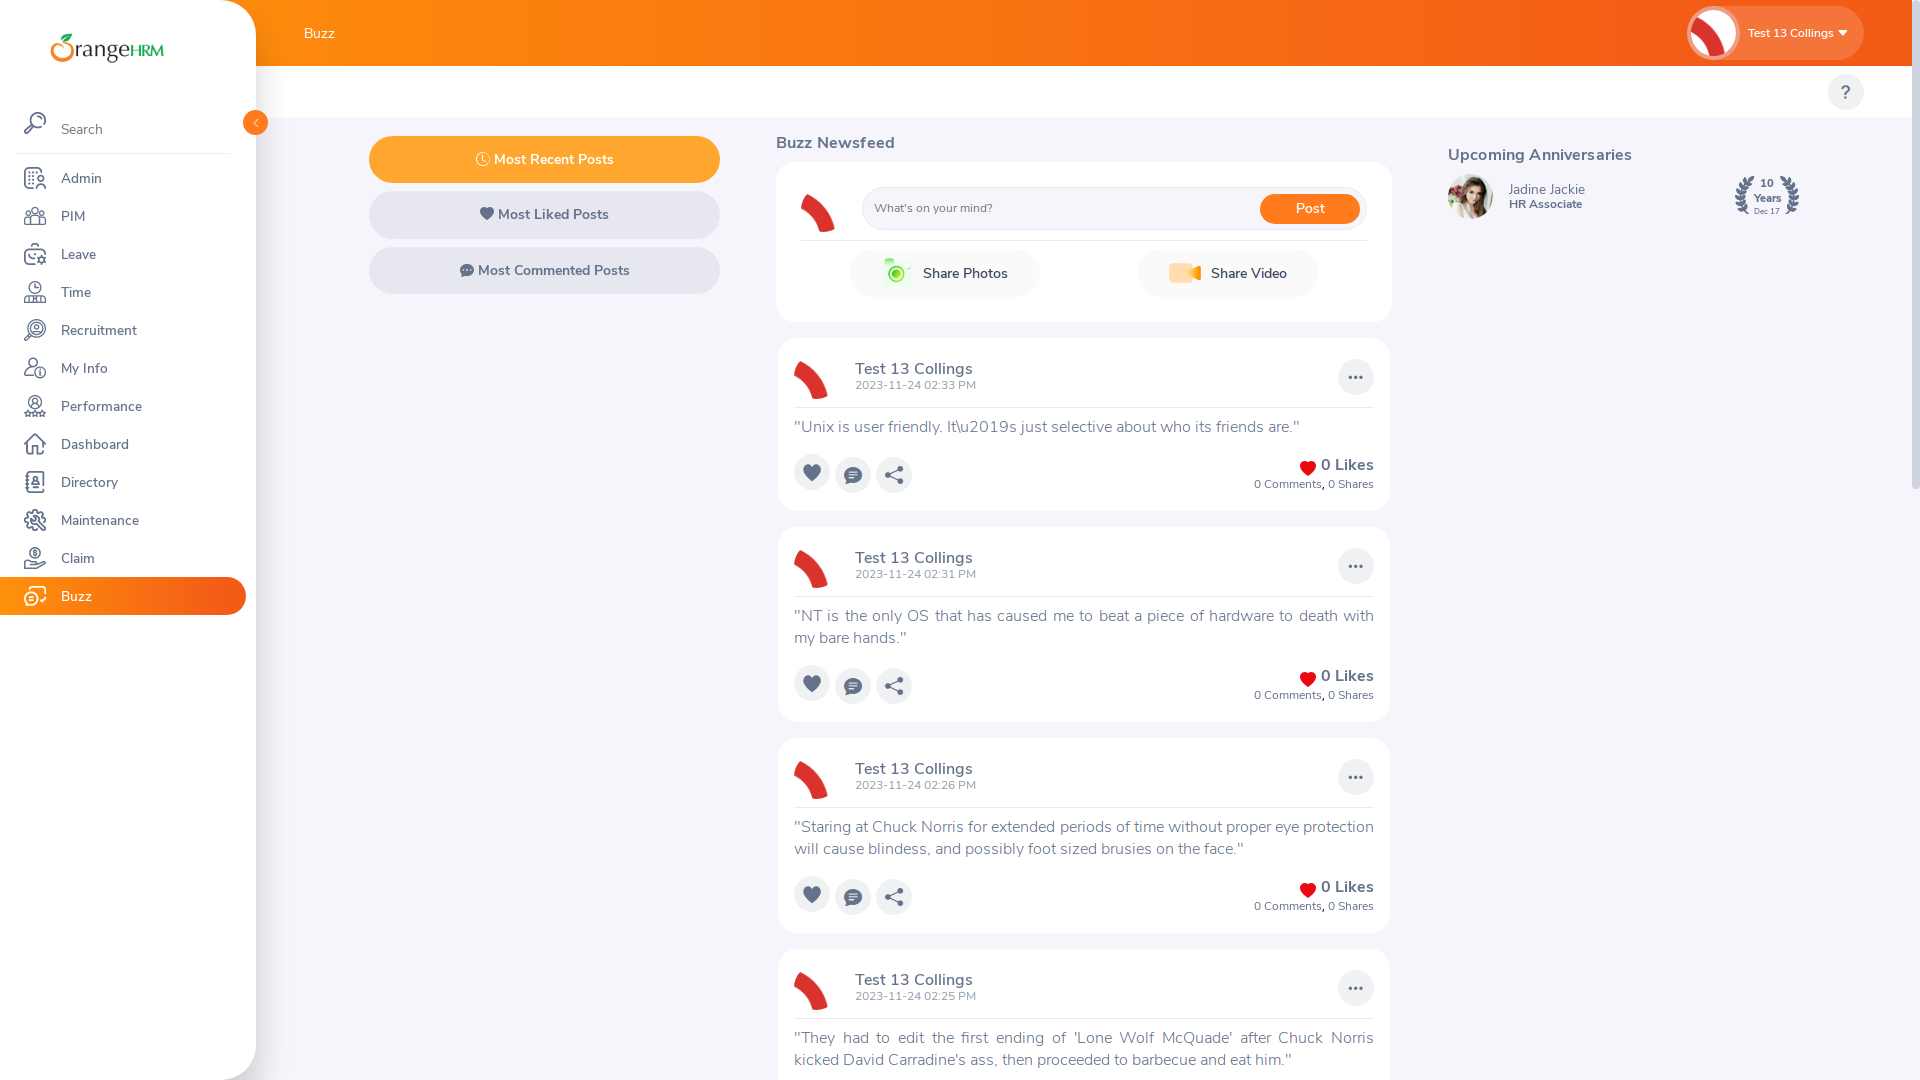 OrangeHRM
Search
Admin
PIM
Leave
Time
Recruitment
My Info
Performance
Dashboard
Directory
Maintenance
Claim
Buzz
Buzz
Test 13 Collings
?
Most Recent Posts
Most Liked Posts
Most Commented Posts
Buzz Newsfeed
What's on your mind?
Post
Share Photos
Share Video
Test 13 Collings
2023-11-24 02:33 PM
"Unix is user friendly. It\u2019s just selective about who its friends are."
0 Likes
0 Comments, 0 Shares
Test 13 Collings
2023-11-24 02:31 PM
"NT is the only OS that has caused me to beat a piece of hardware to death with
my bare hands."
0 Likes
0 Comments, 0 Shares
Test 13 Collings
2023-11-24 02:26 PM
"Staring at Chuck Norris for extended periods of time without proper eye protection
will cause blindess, and possibly foot sized brusies on the face."
0 Likes
0 Comments, 0 Shares
Test 13 Collings
2023-11-24 02:25 PM
"They had to edit the first ending of 'Lone Wolf McQuade' after Chuck Norris
kicked David Carradine's ass, then proceeded to barbecue and eat him."
Upcoming Anniversaries
Jadine Jackie
HR Associate
10
Years
Dec 17